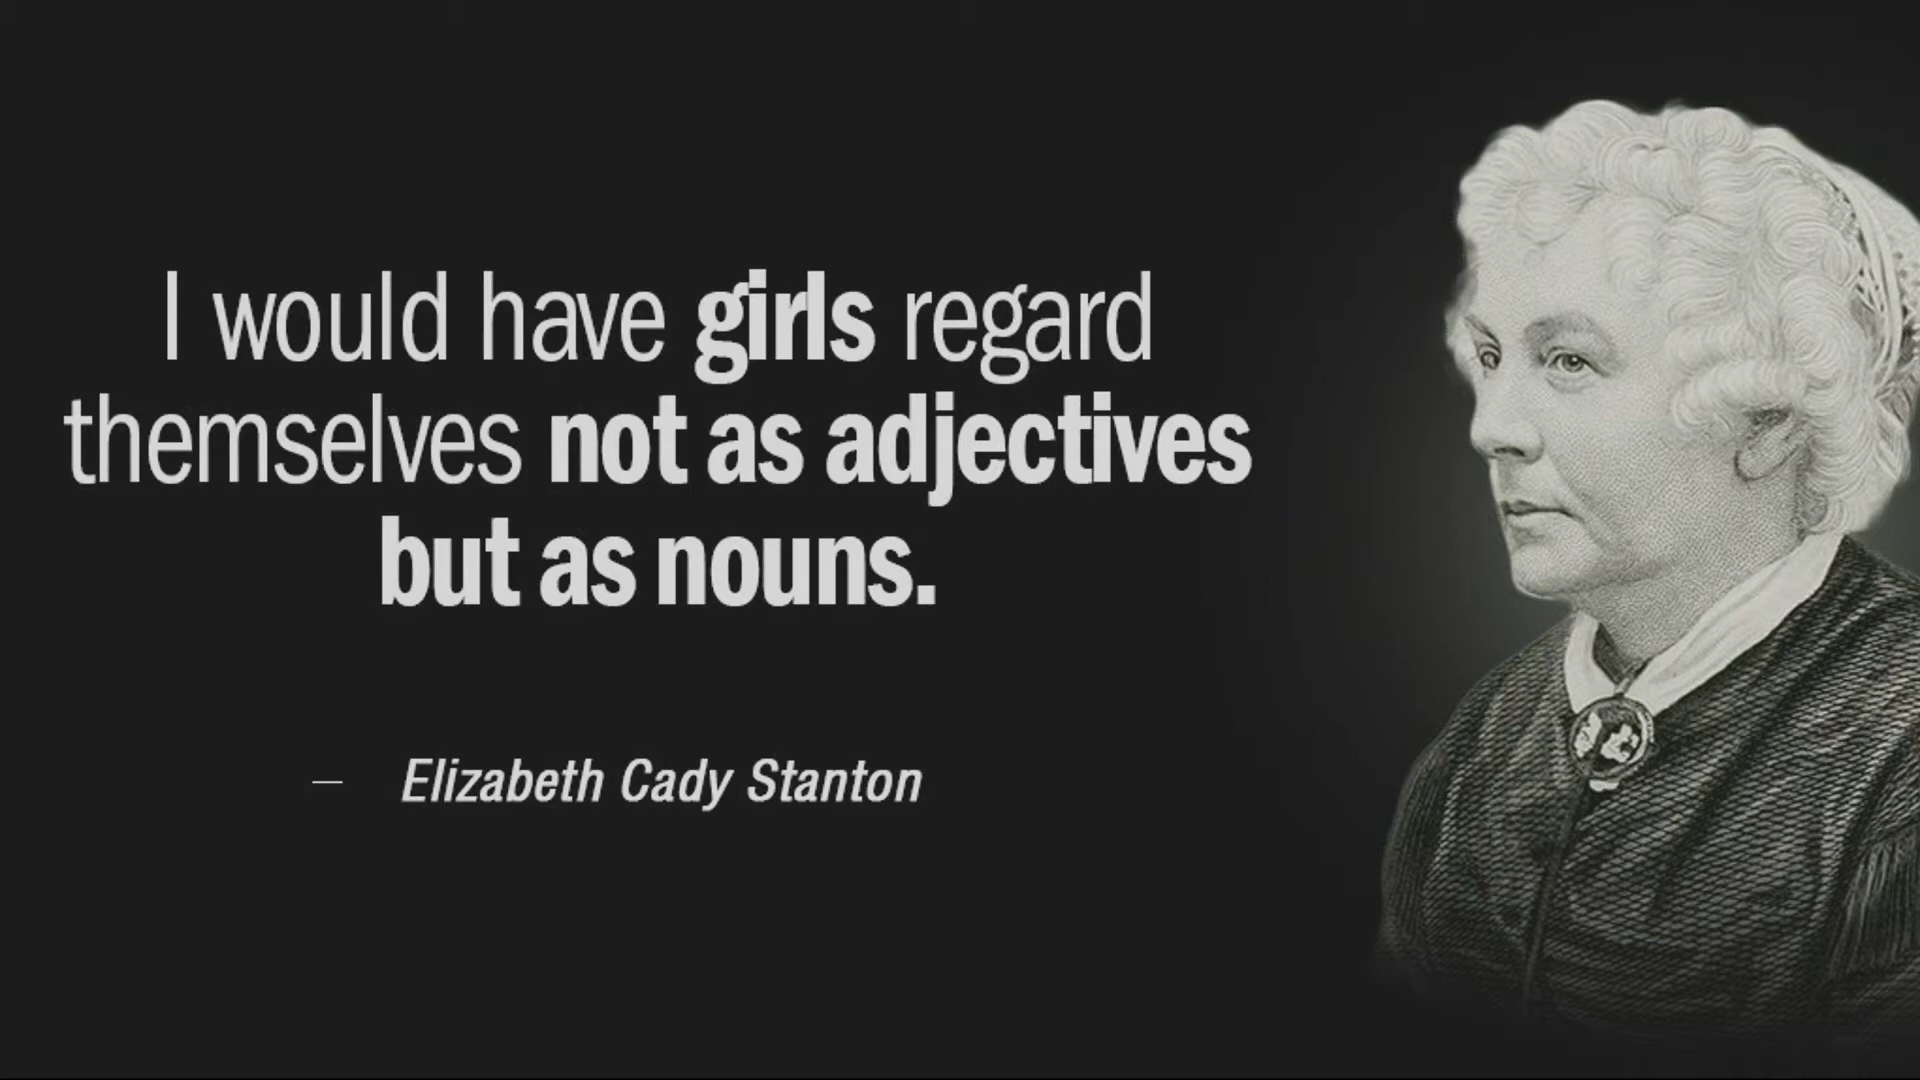 I would have girls regard
themselves not as adjectives
but as nouns.
— Elizabeth Cady Stanton